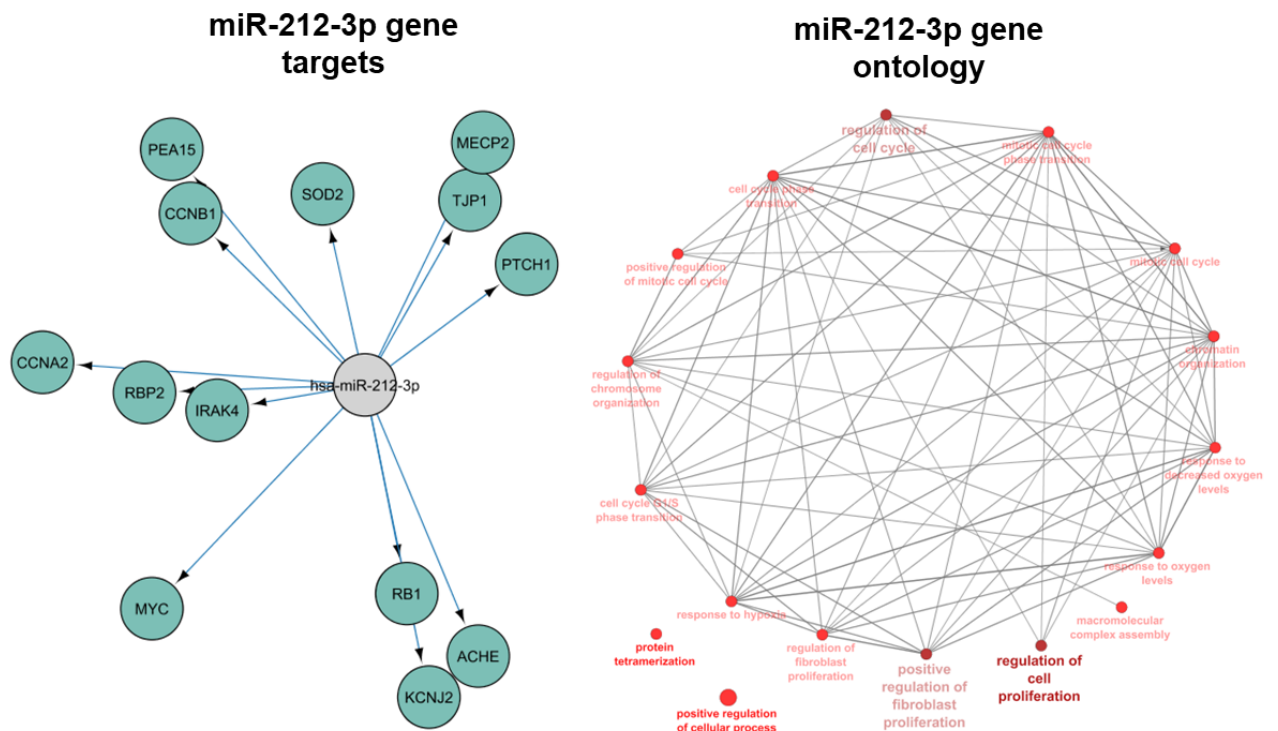 miR-212-3p gene
targets
PEA15
CCNB1
SOD2
MECP2
TJP1
PTCH1
CCNA2
RBP2
IRAK4
hsa-miR-212-3p
MYC
RB1
ACHE
KCNJ2
miR-212-3p gene
ontology
regulation of
cell cycle
mitotic cell cycle
phase transition
cell cycle phase
transition
positive regulation
of mitotic cell cycle
mitotic cell cycle
regulation of
chromosome
organization
chromatin
organization
response to
decreased oxygen
levels
cell cycle G1/S
phase transition
response to oxygen
levels
response to hypoxia
macromolecular
complex assembly
protein
tetramerization
regulation of
fibroblast
proliferation
positive
regulation of
fibroblast
proliferation
regulation of
cell
proliferation
positive regulation
of cellular process